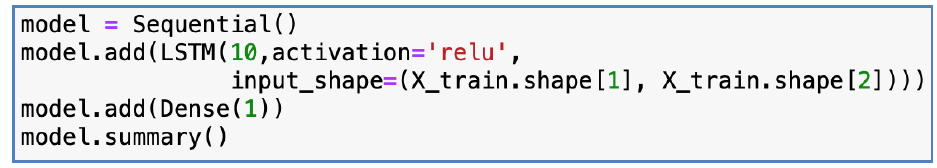 model = Sequential()
model.add(LSTM(10,activation='relu',
               input_shape=(X_train.shape[1], X_train.shape[2])))
model.add(Dense(1))
model.summary()